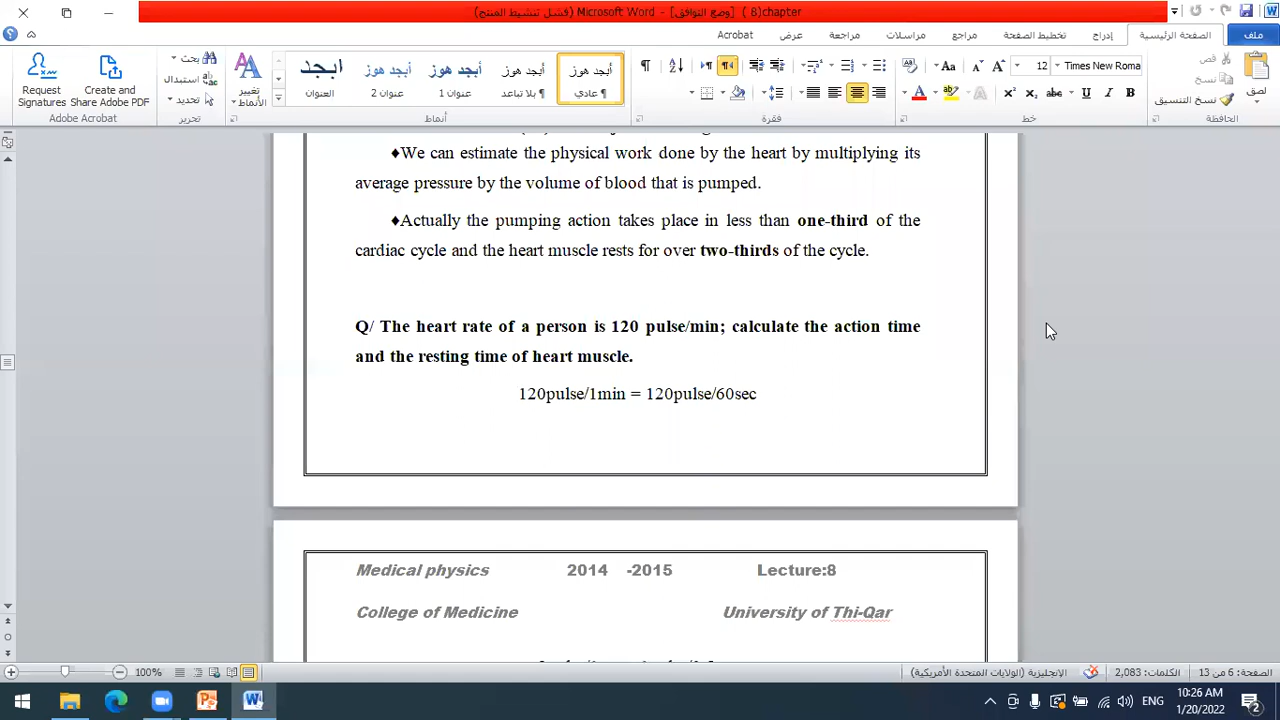 chapter( 8 ) [وضع التوافق] - Microsoft Word (فشل تنشيط المنتج)
ملف
الصفحة الرئيسية
إدراج
تخطيط الصفحة
مراجع
مراسلات
مراجعة
عرض
Acrobat
لصق
قص
نسخ
نسخ التنسيق
الحافظة
Times New Roma
12
خط
فقرة
أبجد هوز
¶ عادي
أبجد هوز
¶ بلا تباعد
أبجد هوز
عنوان 1
أبجد هوز
عنوان 2
ابجد
العنوان
أنماط
تغيير
الأنماط
بحث
استبدال
تحديد
تحرير
Create and
Share Adobe PDF
Request
Signatures
Adobe Acrobat
♦We can estimate the physical work done by the heart by multiplying its
average pressure by the volume of blood that is pumped.
♦Actually the pumping action takes place in less than one-third of the
cardiac cycle and the heart muscle rests for over two-thirds of the cycle.
Q/ The heart rate of a person is 120 pulse/min; calculate the action time
and the resting time of heart muscle.
120pulse/1min = 120pulse/60sec
Medical physics 2014 -2015 Lecture:8
College of Medicine University of Thi-Qar
الصفحة: 6 من 13
الكلمات: 2,083
الإنجليزية (الولايات المتحدة الأمريكية)
100%
ENG
10:26 AM
1/20/2022
2